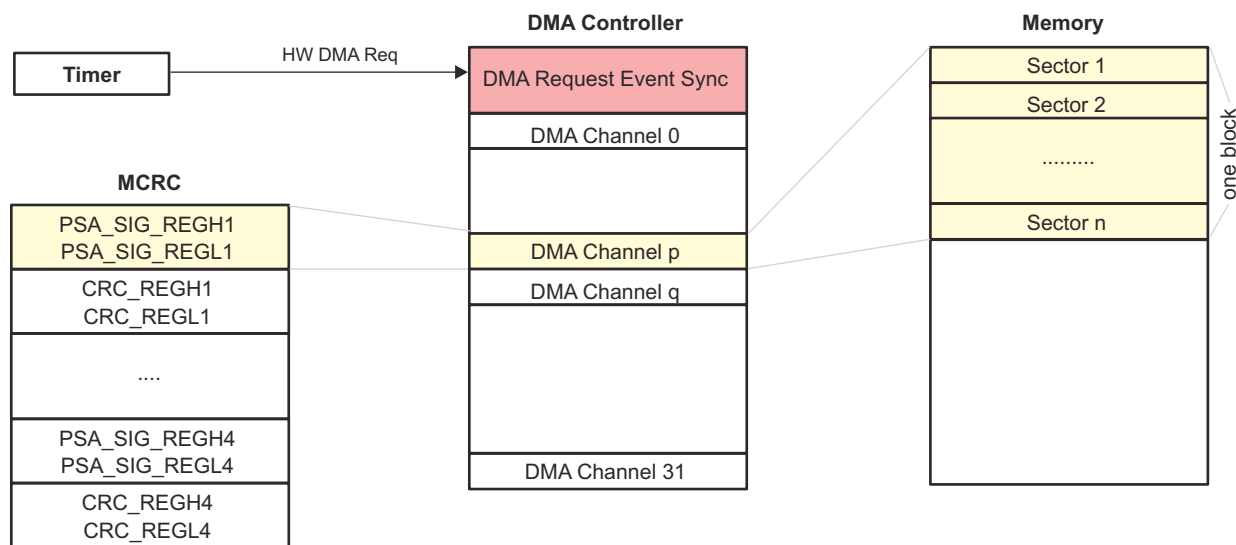 DMA Controller
Memory
Timer
HW DMA Req
DMA Request Event Sync
DMA Channel 0
DMA Channel p
DMA Channel q
DMA Channel 31
Sector 1
Sector 2
.........
Sector n
one block
MCRC
PSA_SIG_REGH1
PSA_SIG_REGL1
CRC_REGH1
CRC_REGL1
....
PSA_SIG_REGH4
PSA_SIG_REGL4
CRC_REGH4
CRC_REGL4